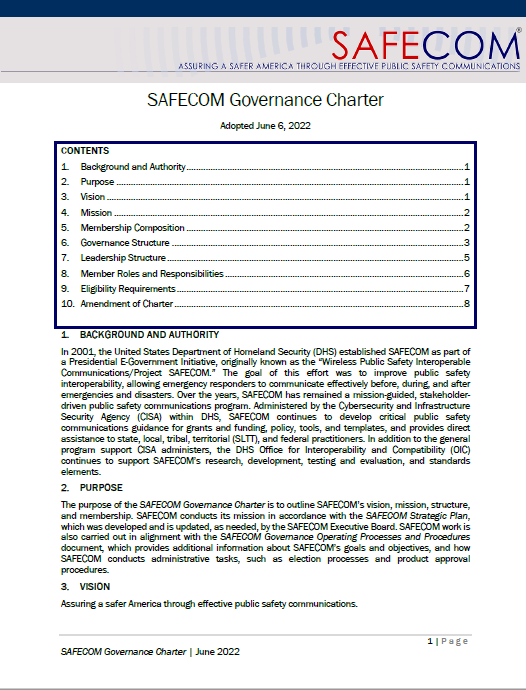 SAFECOM®
ASSURING A SAFER AMERICA THROUGH EFFECTIVE PUBLIC SAFETY COMMUNICATIONS
SAFECOM Governance Charter
Adopted June 6, 2022
CONTENTS
1. Background and Authority 1
2. Purpose 1
3. Vision 1
4. Mission 2
5. Membership Composition 2
6. Governance Structure 3
7. Leadership Structure 5
8. Member Roles and Responsibilities 6
9. Eligibility Requirements 7
10. Amendment of Charter 8
1. BACKGROUND AND AUTHORITY
In 2001, the United States Department of Homeland Security (DHS) established SAFECOM as part of
a Presidential E-Government Initiative, originally known as the “Wireless Public Safety Interoperable
Communications/Project SAFECOM.” The goal of this effort was to improve public safety
interoperability, allowing emergency responders to communicate effectively before, during, and after
emergencies and disasters. Over the years, SAFECOM has remained a mission-guided, stakeholder-
driven public safety communications program. Administered by the Cybersecurity and Infrastructure
Security Agency (CISA) within DHS, SAFECOM continues to develop critical public safety
communications guidance for grants and funding, policy, tools, and templates, and provides direct
assistance to state, local, tribal, territorial (SLTT), and federal practitioners. In addition to the general
program support CISA administers, the DHS Office for Interoperability and Compatibility (OIC)
continues to support SAFECOM’s research, development, testing and evaluation, and standards
elements.
2. PURPOSE
The purpose of the SAFECOM Governance Charter is to outline SAFECOM’s vision, mission, structure,
and membership. SAFECOM conducts its mission in accordance with the SAFECOM Strategic Plan,
which was developed and is updated, as needed, by the SAFECOM Executive Board. SAFECOM work is
also carried out in alignment with the SAFECOM Governance Operating Processes and Procedures
document, which provides additional information about SAFECOM’s goals and objectives, and how
SAFECOM conducts administrative tasks, such as election processes and product approval
procedures.
3. VISION
Assuring a safer America through effective public safety communications.
1 | Page
SAFECOM Governance Charter | June 2022